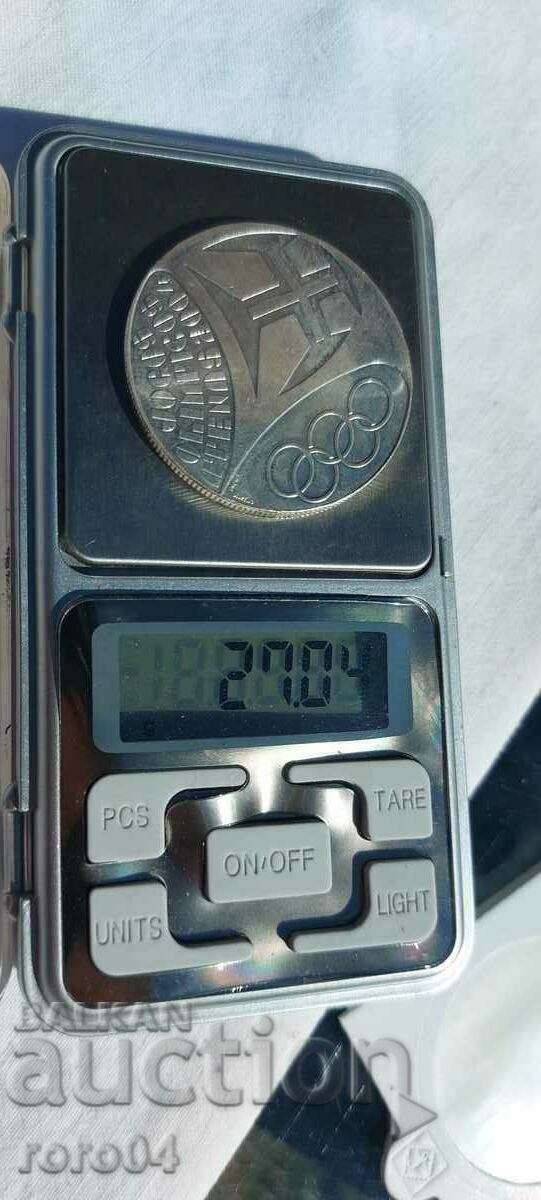 27.04
PCS
TARE
ON/OFF
UNITS
LIGHT
BALKAN
auction
roro04